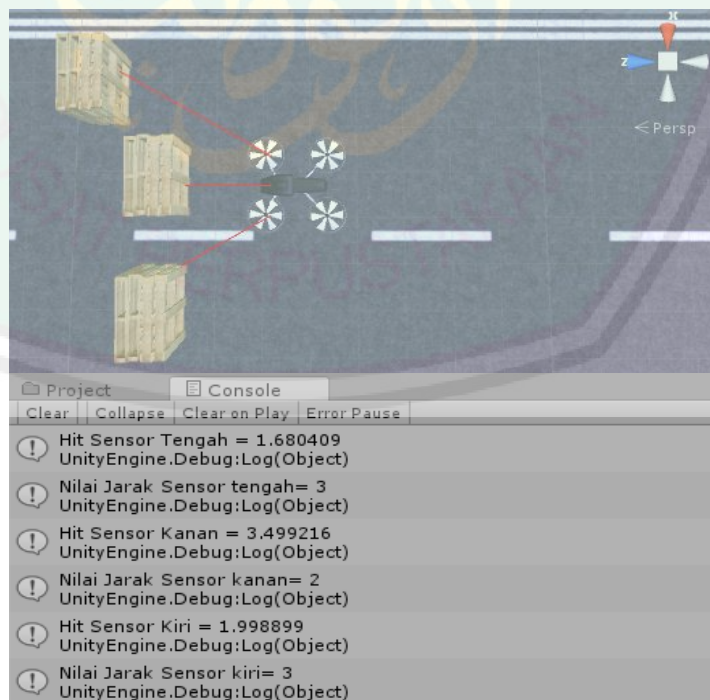 x
z
< Persp
PUSAT PERPUSTAKAAN
Project
Console
Clear
Collapse
Clear on Play
Error Pause
Hit Sensor Tengah = 1.680409
UnityEngine.Debug:Log(Object)
Nilai Jarak Sensor tengah= 3
UnityEngine.Debug:Log(Object)
Hit Sensor Kanan = 3.499216
UnityEngine.Debug:Log(Object)
Nilai Jarak Sensor kanan= 2
UnityEngine.Debug:Log(Object)
Hit Sensor Kiri = 1.998899
UnityEngine.Debug:Log(Object)
Nilai Jarak Sensor kiri= 3
UnityEngine.Debug:Log(Object)